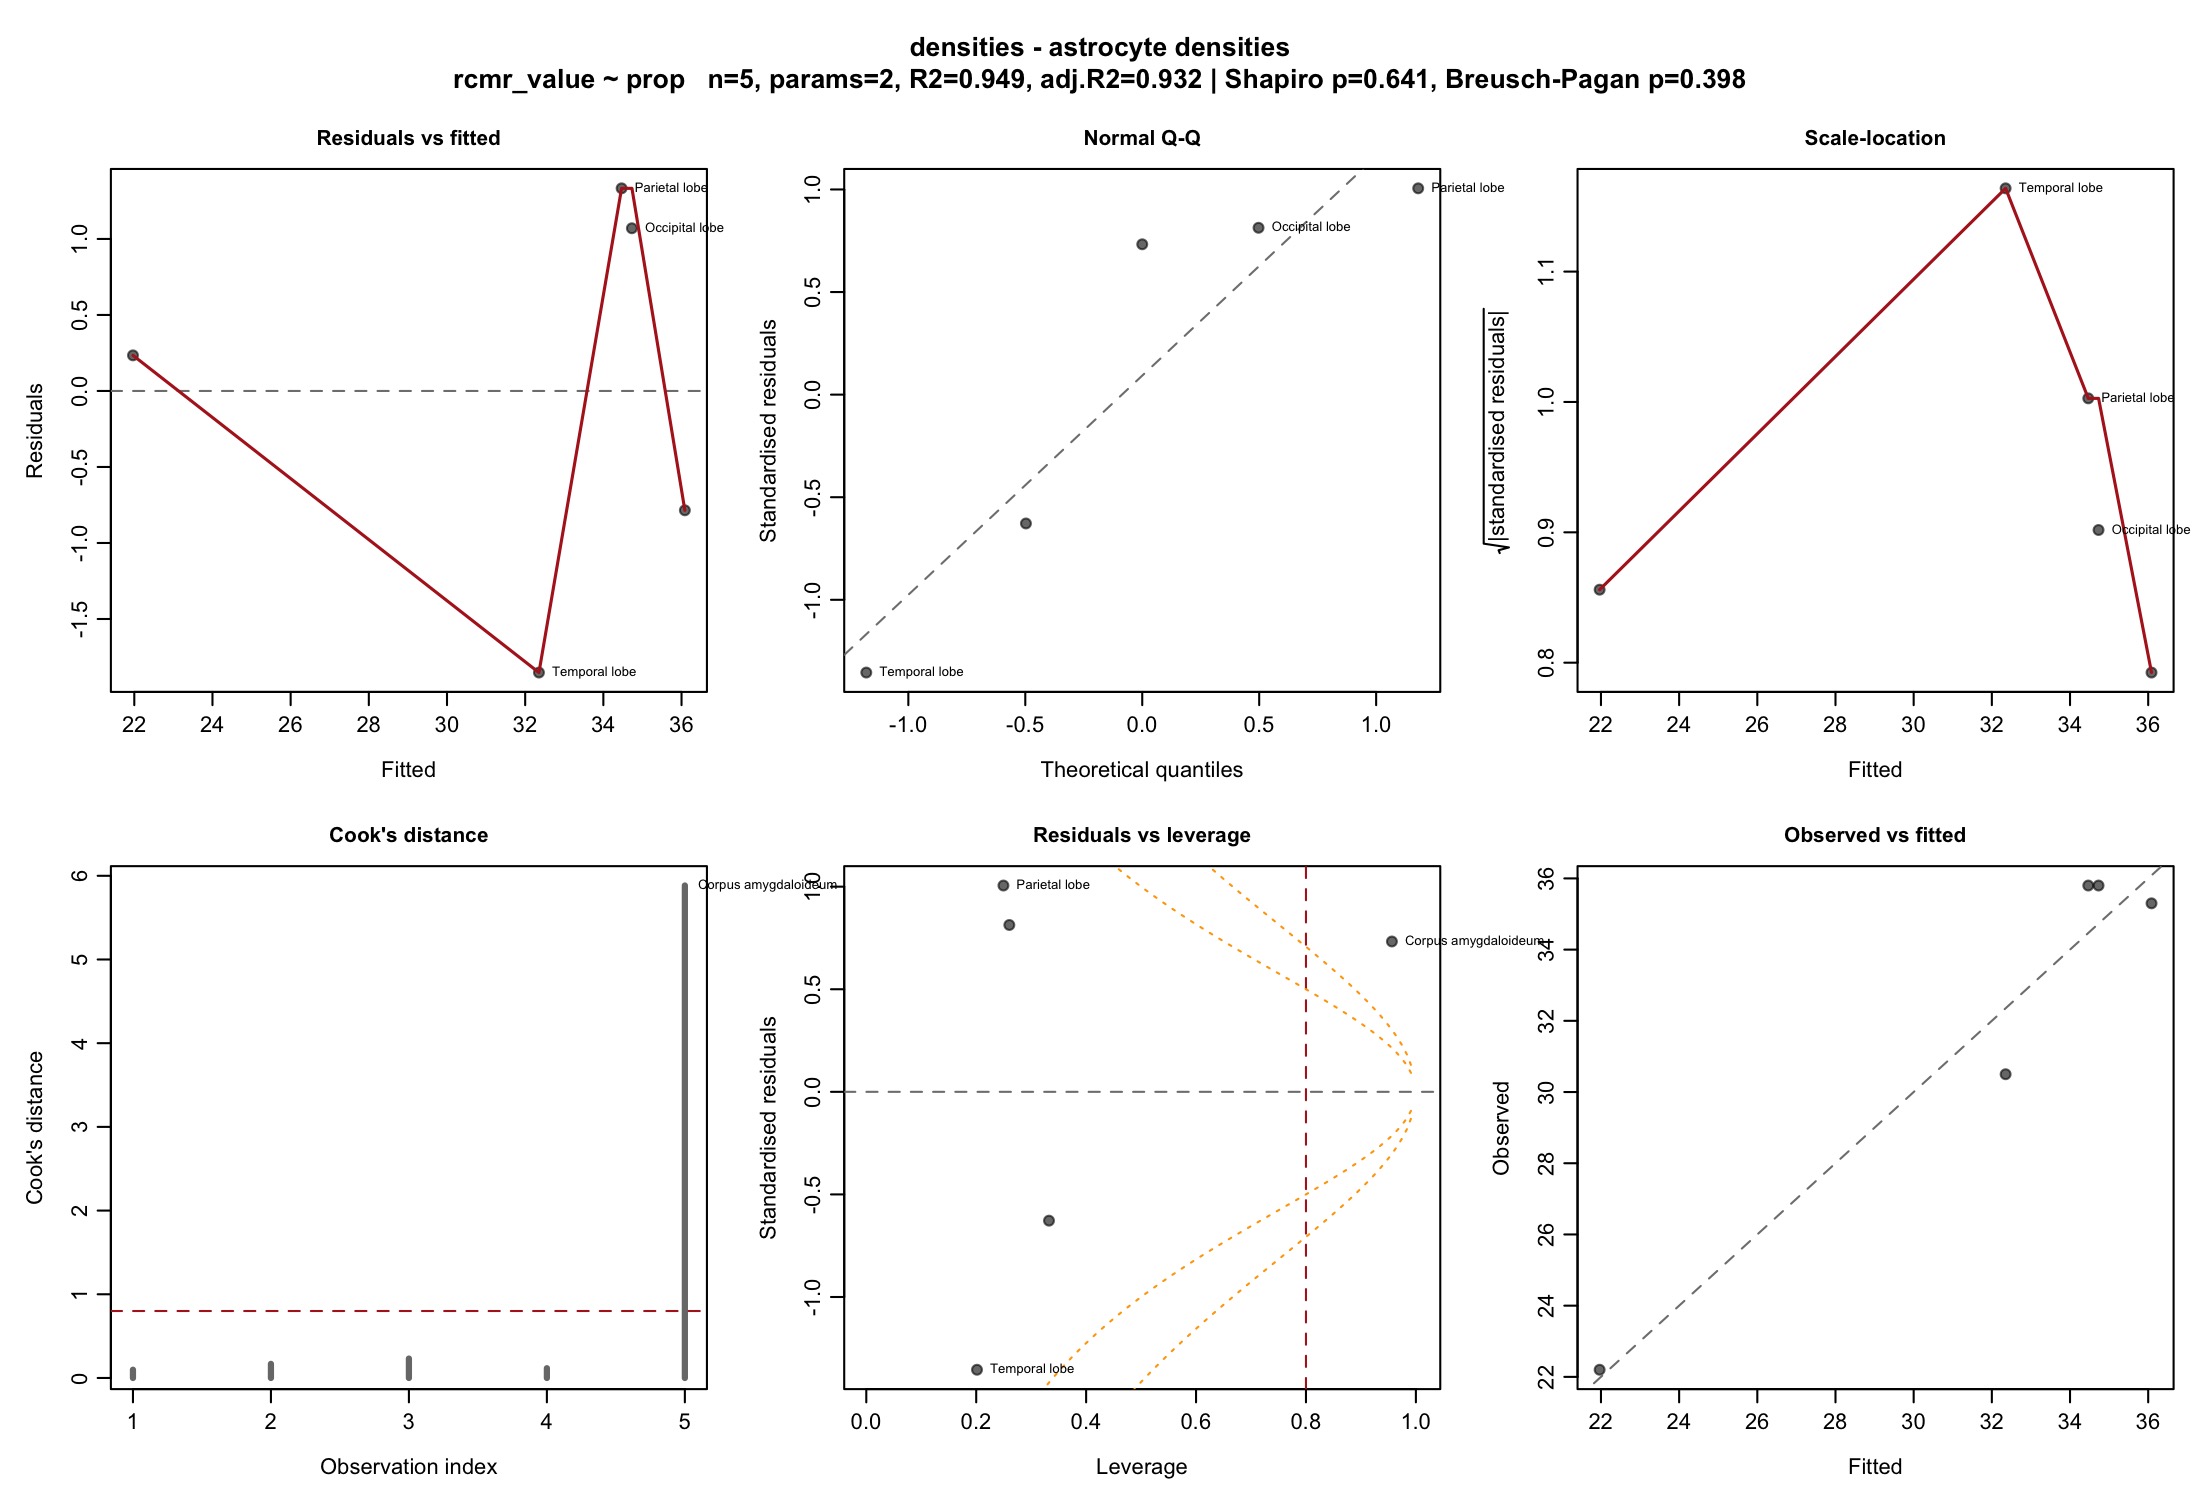 densities - astrocyte densities
rcmr_value ~ prop   n=5, params=2, R2=0.949, adj.R2=0.932 | Shapiro p=0.641, Breusch-Pagan p=0.398
Residuals vs fitted
Residuals
1.0
0.5
0.0
-0.5
-1.0
-1.5
Parietal lobe
Occipital lobe
Temporal lobe
22 24 26 28 30 32 34 36
Fitted
Normal Q-Q
Standardised residuals
1.0
0.5
0.0
-0.5
-1.0
Parietal lobe
Occipital lobe
Temporal lobe
-1.0 -0.5 0.0 0.5 1.0
Theoretical quantiles
Scale-location
√|standardised residuals|
1.1
1.0
0.9
0.8
Temporal lobe
Parietal lobe
Occipital lobe
22 24 26 28 30 32 34 36
Fitted
Cook's distance
Cook's distance
6
5
4
3
2
1
0
Corpus amygdaloideum
1 2 3 4 5
Observation index
Residuals vs leverage
Standardised residuals
1.0
0.5
0.0
-0.5
-1.0
Parietal lobe
Corpus amygdaloideum
Temporal lobe
0.0 0.2 0.4 0.6 0.8 1.0
Leverage
Observed vs fitted
Observed
36
34
32
30
28
26
24
22
22 24 26 28 30 32 34 36
Fitted